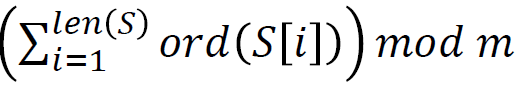 (∑_{i=1}^{len(S)} ord(S[i])) mod m